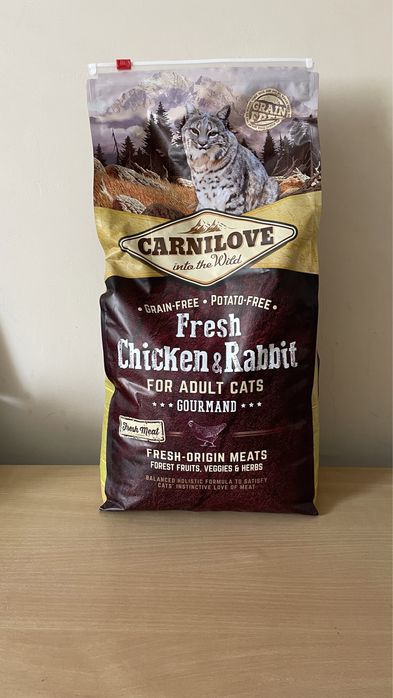 GRAIN
FREE
CARNILOVE
into the Wild
GRAIN-FREE • POTATO-FREE
Fresh
Chicken & Rabbit
FOR ADULT CATS
GOURMAND
Fresh Meat
FRESH-ORIGIN MEATS
FOREST FRUITS, VEGGIES & HERBS
BALANCED HOLISTIC FORMULA TO SATISFY
CATS' INSTINCTIVE LOVE OF MEAT